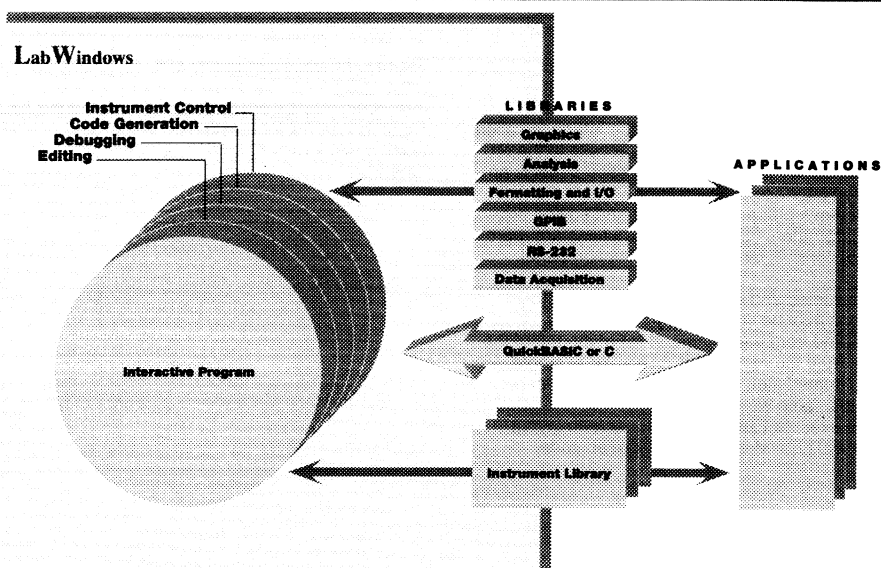 LabWindows
Instrument Control
Code Generation
Debugging
Editing
Interactive Program
LIBRARIES
Graphics
Analysis
Formatting and I/O
GPIB
RS-232
Data Acquisition
QuickBASIC or C
Instrument Library
APPLICATIONS